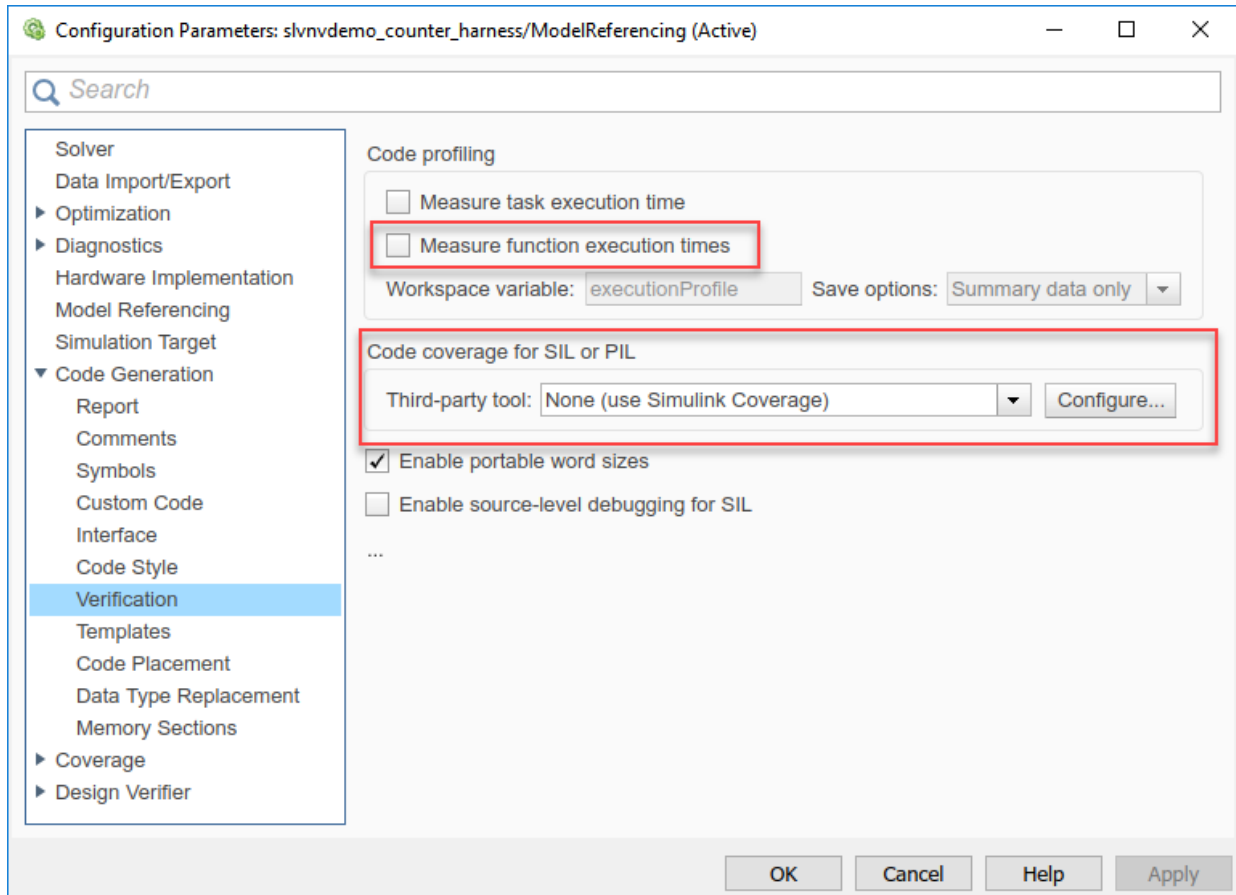 Configuration Parameters: slvnvdemo_counter_harness/ModelReferencing (Active)
Search
Solver
Data Import/Export
Optimization
Diagnostics
Hardware Implementation
Model Referencing
Simulation Target
Code Generation
Report
Comments
Symbols
Custom Code
Interface
Code Style
Verification
Templates
Code Placement
Data Type Replacement
Memory Sections
Coverage
Design Verifier
Code profiling
Measure task execution time
Measure function execution times
Workspace variable: executionProfile Save options: Summary data only
Code coverage for SIL or PIL
Third-party tool: None (use Simulink Coverage) Configure...
Enable portable word sizes
Enable source-level debugging for SIL
...
OK Cancel Help Apply